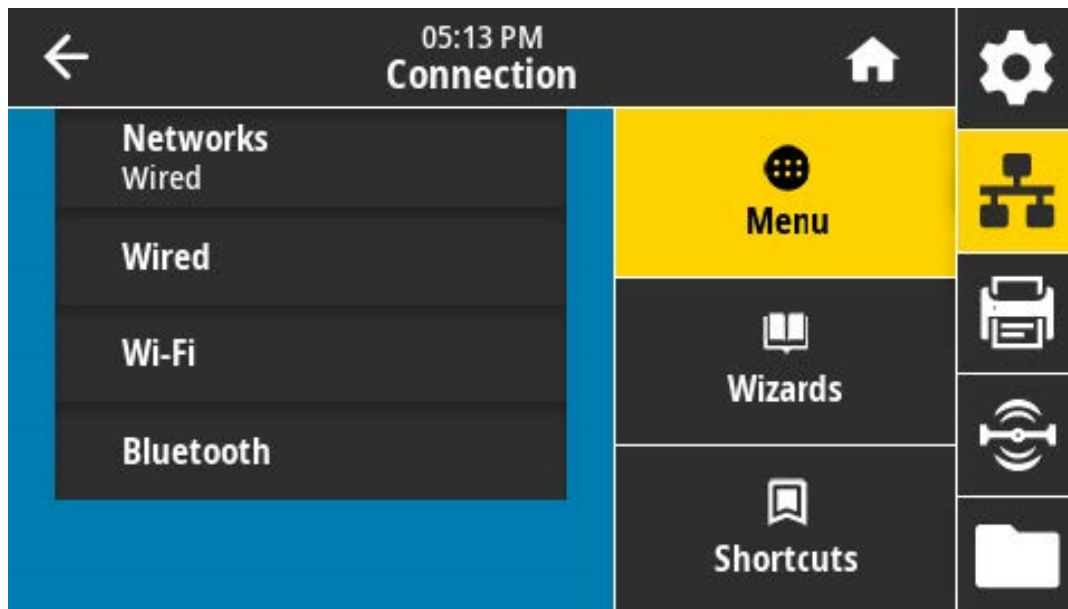 05:13 PM
Connection
Networks
Wired
Wired
Wi-Fi
Bluetooth
Menu
Wizards
Shortcuts